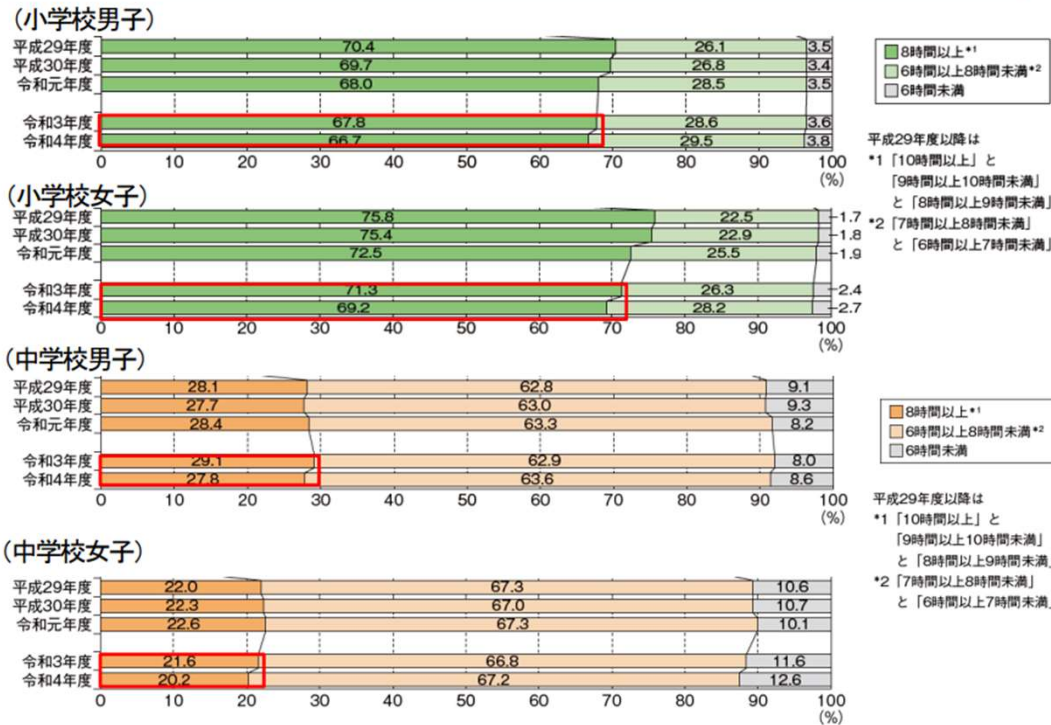 (小学校男子)
平成29年度 70.4 26.1 3.5
平成30年度 69.7 26.8 3.4
令和元年度 68.0 28.5 3.5
令和3年度 67.8 28.6 3.6
令和4年度 66.7 29.5 3.8
0 10 20 30 40 50 60 70 80 90 100
(%)
8時間以上*1
6時間以上8時間未満*2
6時間未満
平成29年度以降は
*1「10時間以上」と
「9時間以上10時間未満」
と「8時間以上9時間未満」
*2「7時間以上8時間未満」
と「6時間以上7時間未満」
(小学校女子)
平成29年度 75.8 22.5 1.7
平成30年度 75.4 22.9 1.8
令和元年度 72.5 25.5 1.9
令和3年度 71.3 26.3 2.4
令和4年度 69.2 28.2 2.7
0 10 20 30 40 50 60 70 80 90 100
(%)
(中学校男子)
平成29年度 28.1 62.8 9.1
平成30年度 27.7 63.0 9.3
令和元年度 28.4 63.3 8.2
令和3年度 29.1 62.9 8.0
令和4年度 27.8 63.6 8.6
0 10 20 30 40 50 60 70 80 90 100
(%)
8時間以上*1
6時間以上8時間未満*2
6時間未満
平成29年度以降は
*1「10時間以上」と
「9時間以上10時間未満」
と「8時間以上9時間未満」
*2「7時間以上8時間未満」
と「6時間以上7時間未満」
(中学校女子)
平成29年度 22.0 67.3 10.6
平成30年度 22.3 67.0 10.7
令和元年度 22.6 67.3 10.1
令和3年度 21.6 66.8 11.6
令和4年度 20.2 67.2 12.6
0 10 20 30 40 50 60 70 80 90 100
(%)